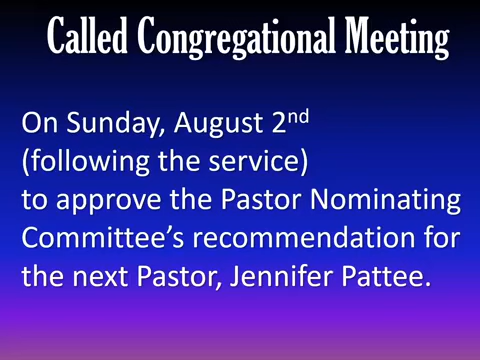 Called Congregational Meeting
On Sunday, August 2nd
(following the service)
to approve the Pastor Nominating
Committee’s recommendation for
the next Pastor, Jennifer Pattee.